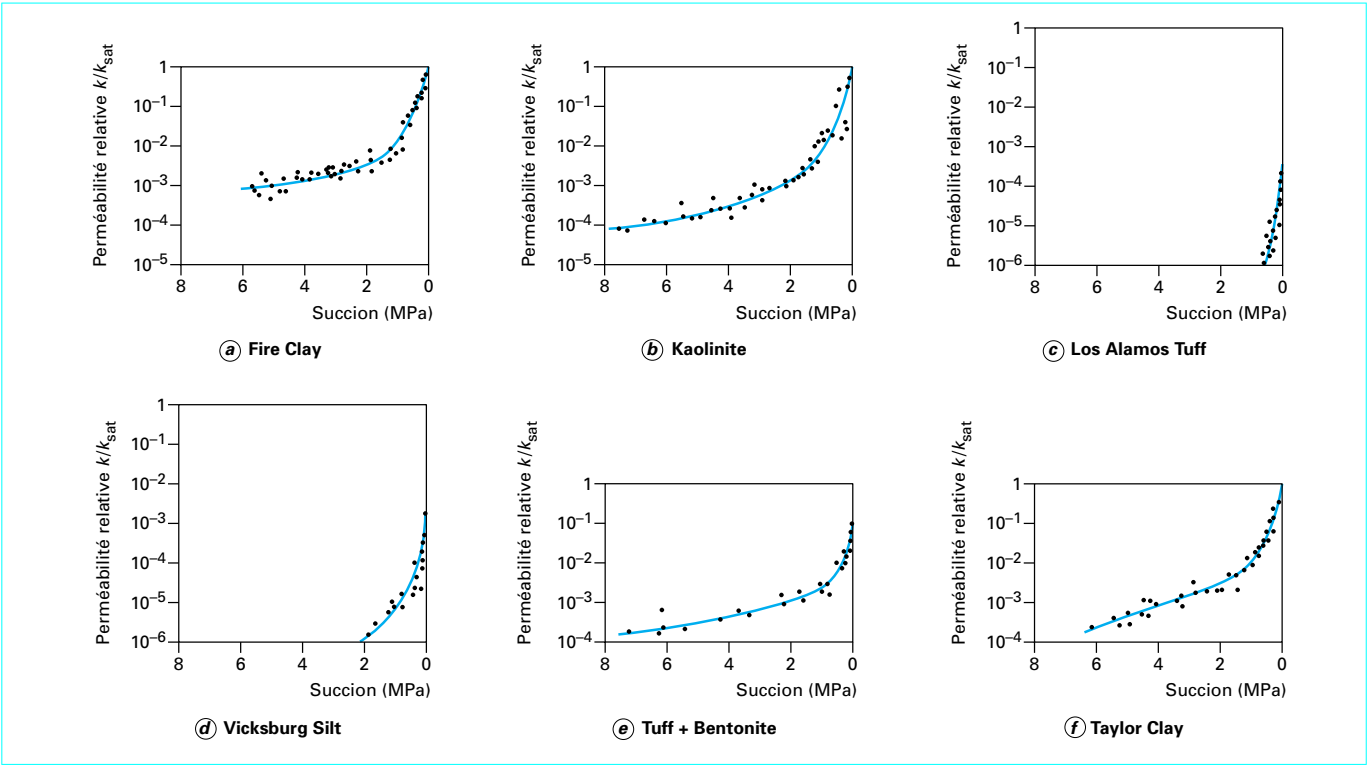 Perméabilité relative k/ksat
1
10–1
10–2
10–3
10–4
10–5
8 6 4 2 0
Succion (MPa)
a Fire Clay
Perméabilité relative k/ksat
1
10–1
10–2
10–3
10–4
10–5
8 6 4 2 0
Succion (MPa)
b Kaolinite
Perméabilité relative k/ksat
1
10–1
10–2
10–3
10–4
10–5
10–6
8 6 4 2 0
Succion (MPa)
c Los Alamos Tuff
Perméabilité relative k/ksat
1
10–1
10–2
10–3
10–4
10–5
10–6
8 6 4 2 0
Succion (MPa)
d Vicksburg Silt
Perméabilité relative k/ksat
1
10–1
10–2
10–3
10–4
8 6 4 2 0
Succion (MPa)
e Tuff + Bentonite
Perméabilité relative k/ksat
1
10–1
10–2
10–3
10–4
8 6 4 2 0
Succion (MPa)
f Taylor Clay